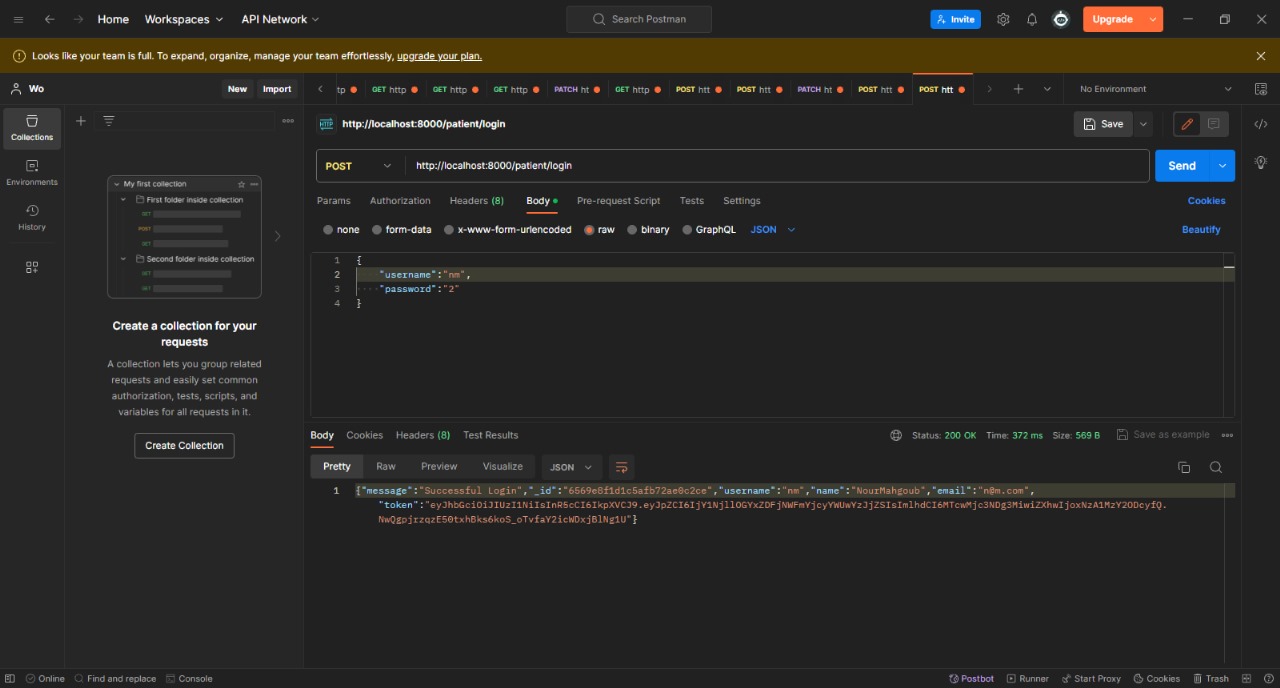 Home Workspaces API Network Search Postman Invite Upgrade
Looks like your team is full. To expand, organize, manage your team effortlessly, upgrade your plan.
Wo New Import tp GET http GET http GET http PATCH ht GET http POST htt POST htt PATCH ht POST htt POST htt No Environment
Collections
Environments
History
My first collection
First folder inside collection
GET
POST
GET
Second folder inside collection
GET
GET
Create a collection for your
requests
A collection lets you group related
requests and easily set common
authorization, tests, scripts, and
variables for all requests in it.
Create Collection
HTTP http://localhost:8000/patient/login Save
POST http://localhost:8000/patient/login Send
Params Authorization Headers (8) Body Pre-request Script Tests Settings Cookies
none form-data x-www-form-urlencoded raw binary GraphQL JSON Beautify
1 {
2 "username":"nm",
3 "password":"2"
4 }
Body Cookies Headers (8) Test Results Status: 200 OK Time: 372 ms Size: 569 B Save as example
Pretty Raw Preview Visualize JSON
1 {"message":"Successful Login","_id":"6569e8f1d1c5afb72ae0c2ce","username":"nm","name":"NourMahgoub","email":"n@m.com",
"token":
Online Find and replace Console Postbot Runner Start Proxy Cookies Trash